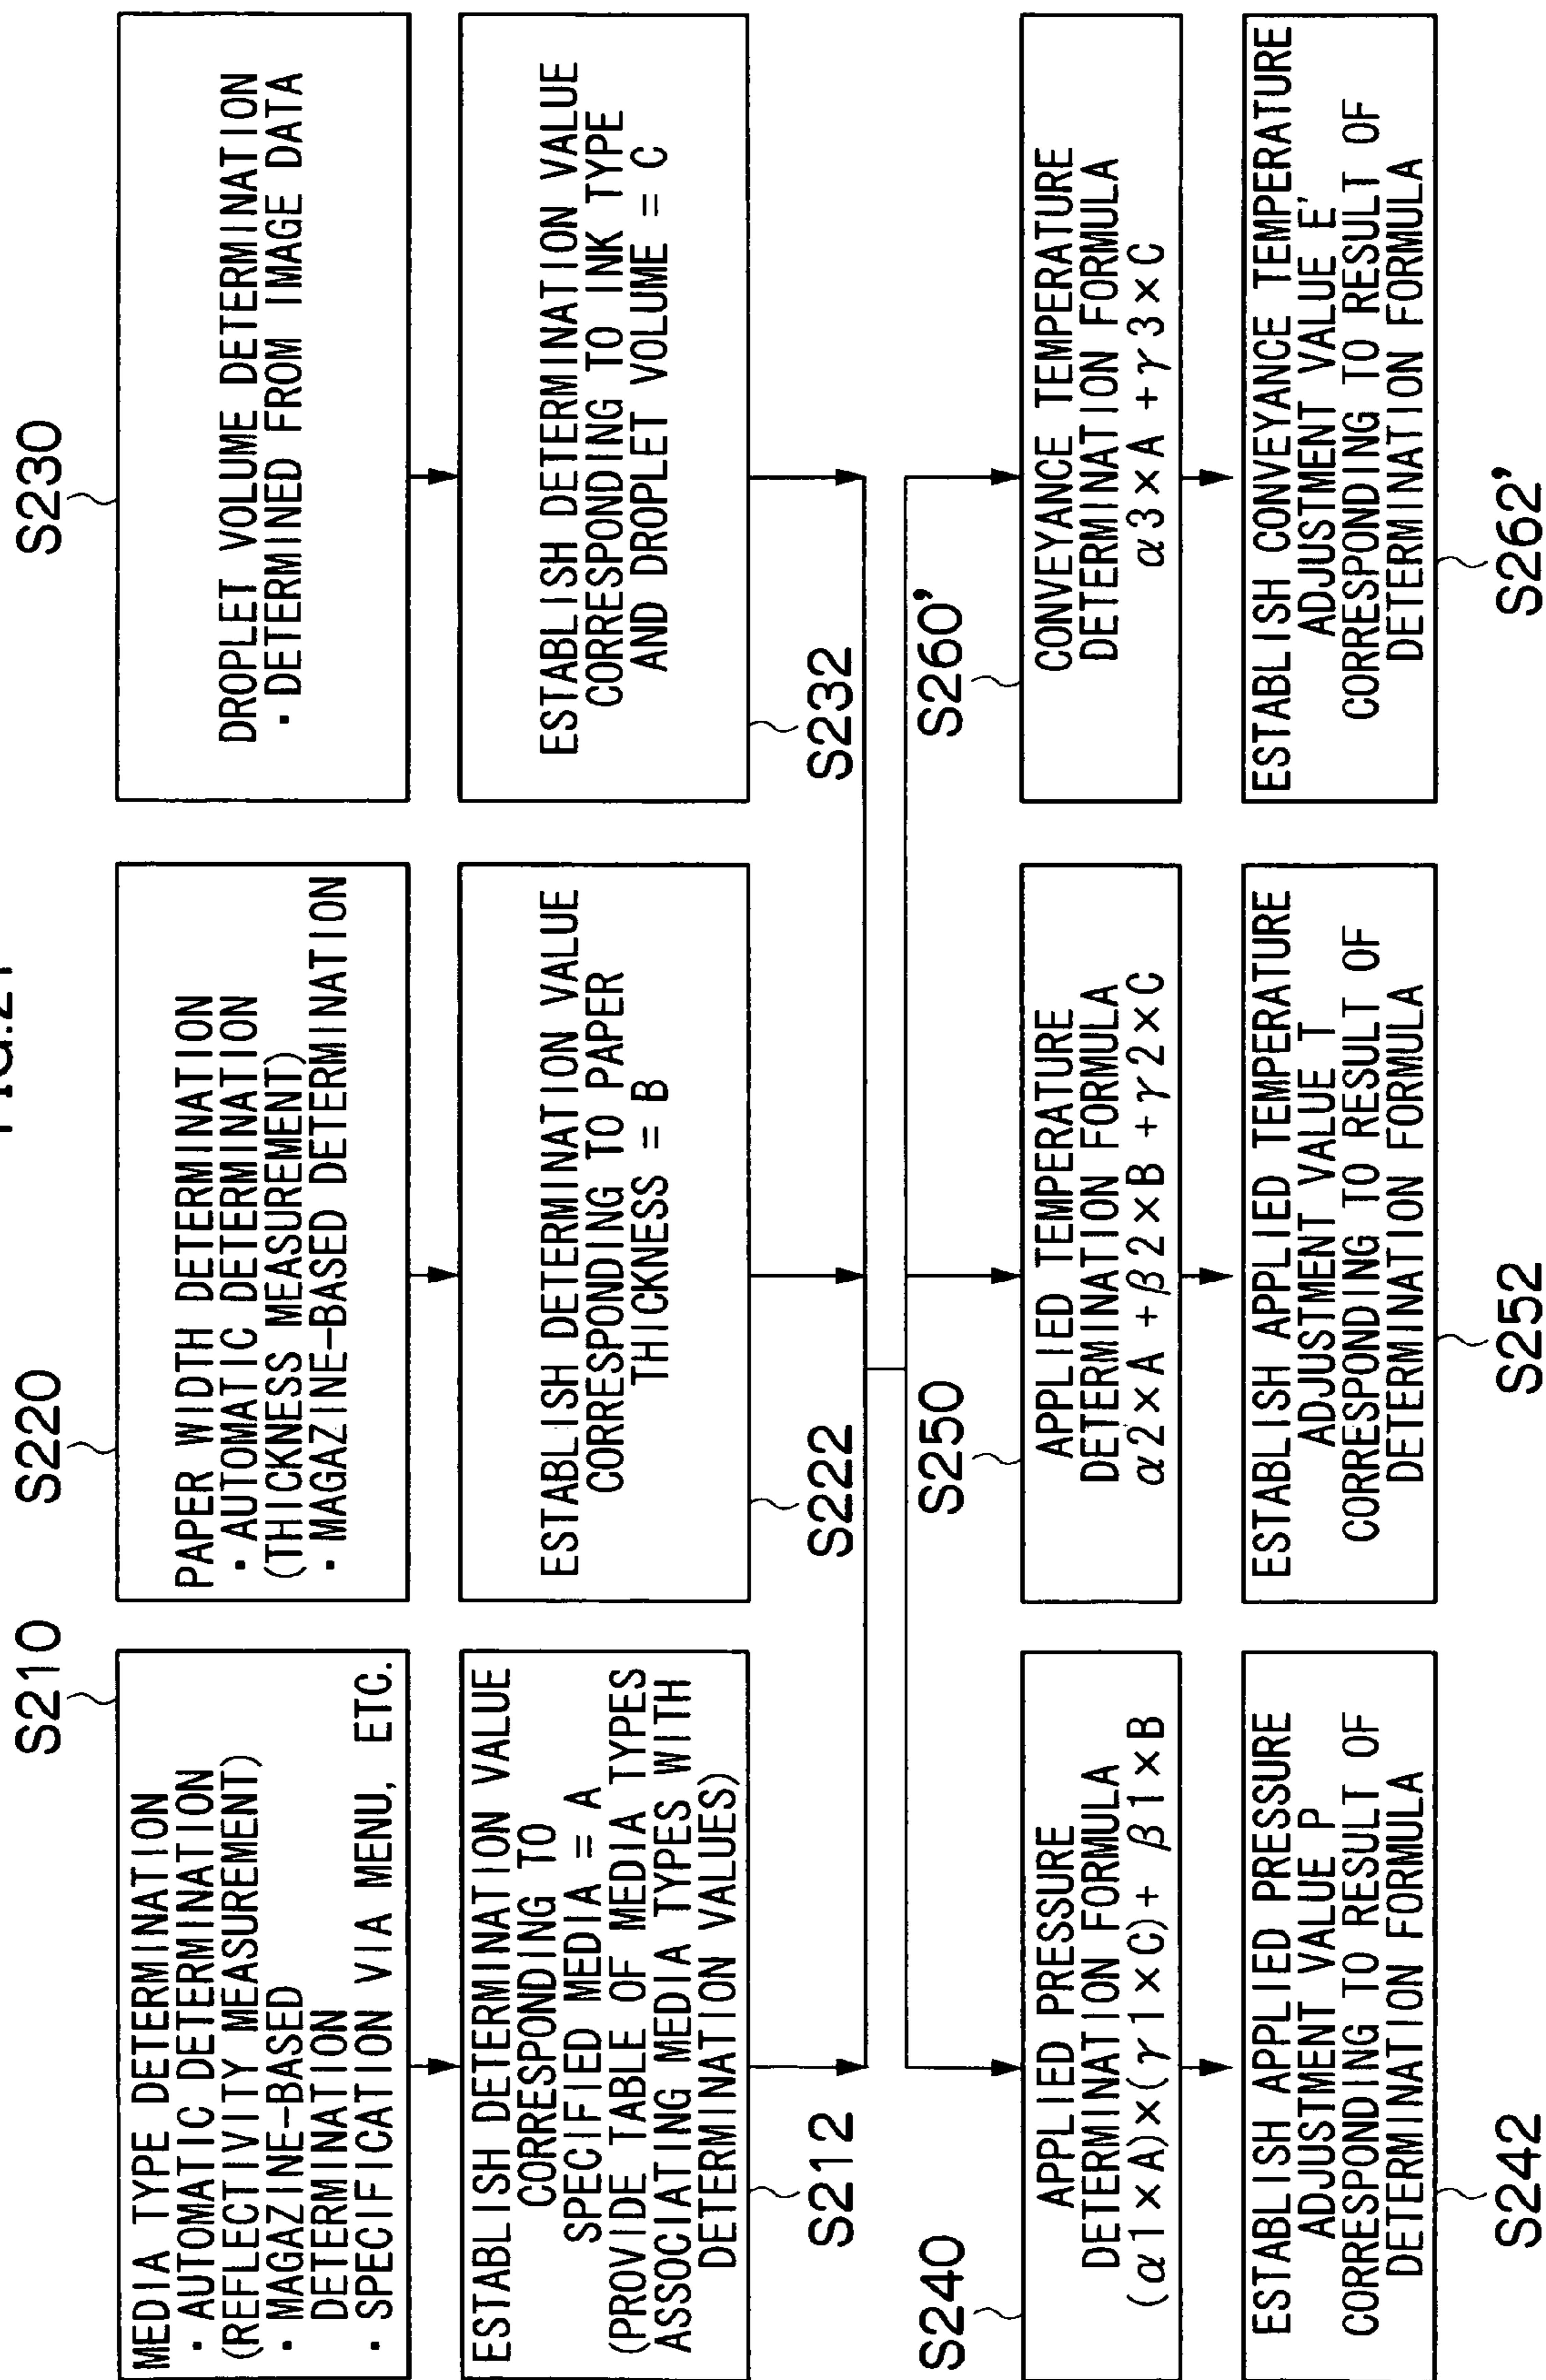 FIG.21
S210
MEDIA TYPE DETERMINATION
・AUTOMATIC DETERMINATION
(REFLECTIVITY MEASUREMENT)
・MAGAZINE-BASED
DETERMINATION
・SPECIFICATION VIA MENU, ETC.
S220
PAPER WIDTH DETERMINATION
・AUTOMATIC DETERMINATION
(THICKNESS MEASUREMENT)
・MAGAZINE-BASED DETERMINATION
S230
DROPLET VOLUME DETERMINATION
・DETERMINED FROM IMAGE DATA
ESTABLISH DETERMINATION VALUE
CORRESPONDING TO
SPECIFIED MEDIA = A
(PROVIDE TABLE OF MEDIA TYPES
ASSOCIATING MEDIA TYPES WITH
DETERMINATION VALUES)
S212
ESTABLISH DETERMINATION VALUE
CORRESPONDING TO PAPER
THICKNESS = B
S222
ESTABLISH DETERMINATION VALUE
CORRESPONDING TO INK TYPE
AND DROPLET VOLUME = C
S232
S240
APPLIED PRESSURE
DETERMINATION FORMULA
(α1×A)×(γ1×C)+ β1×B
S250
APPLIED TEMPERATURE
DETERMINATION FORMULA
α2×A +β2×B +γ2×C
S260'
CONVEYANCE TEMPERATURE
DETERMINATION FORMULA
α3×A +γ3×C
ESTABLISH APPLIED PRESSURE
ADJUSTMENT VALUE P
CORRESPONDING TO RESULT OF
DETERMINATION FORMULA
S242
ESTABLISH APPLIED TEMPERATURE
ADJUSTMENT VALUE T
CORRESPONDING TO RESULT OF
DETERMINATION FORMULA
S252
ESTABLISH CONVEYANCE TEMPERATURE
ADJUSTMENT VALUE E'
CORRESPONDING TO RESULT OF
DETERMINATION FORMULA
S262'